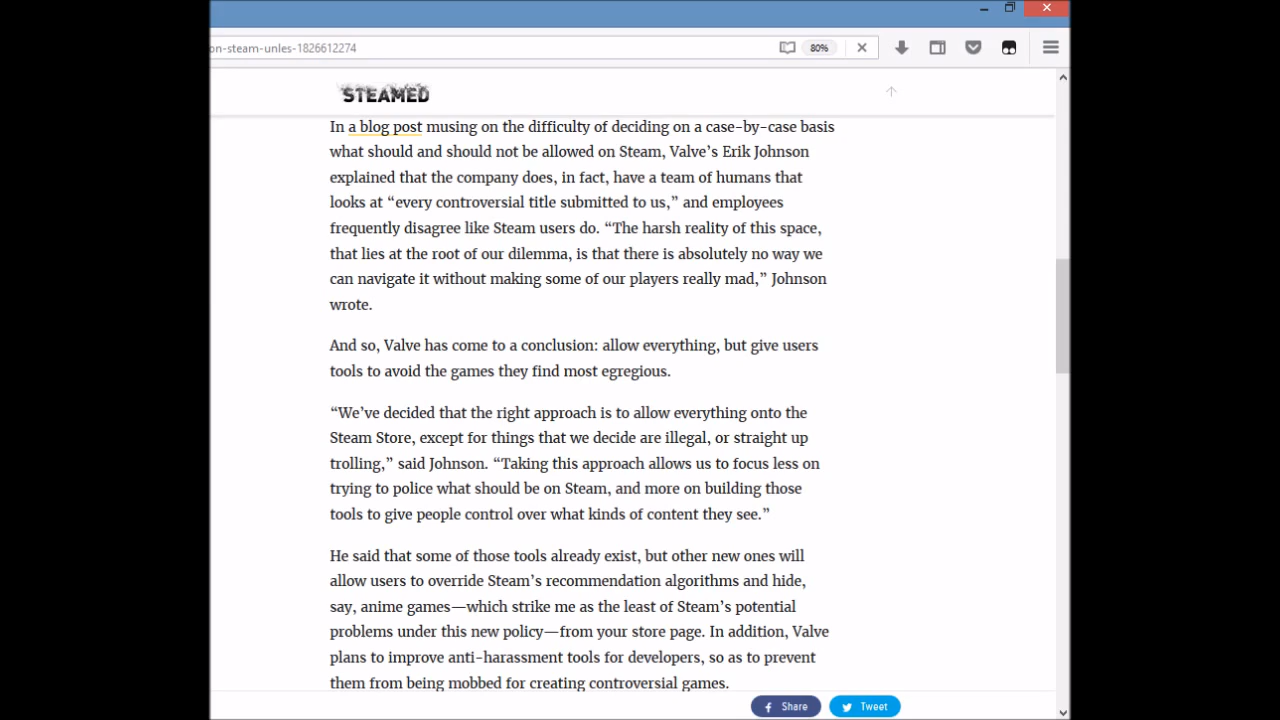 on-steam-unles-1826612274
80%
STEAMED
In a blog post musing on the difficulty of deciding on a case-by-case basis
what should and should not be allowed on Steam, Valve’s Erik Johnson
explained that the company does, in fact, have a team of humans that
looks at “every controversial title submitted to us,” and employees
frequently disagree like Steam users do. “The harsh reality of this space,
that lies at the root of our dilemma, is that there is absolutely no way we
can navigate it without making some of our players really mad,” Johnson
wrote.
And so, Valve has come to a conclusion: allow everything, but give users
tools to avoid the games they find most egregious.
“We’ve decided that the right approach is to allow everything onto the
Steam Store, except for things that we decide are illegal, or straight up
trolling,” said Johnson. “Taking this approach allows us to focus less on
trying to police what should be on Steam, and more on building those
tools to give people control over what kinds of content they see.”
He said that some of those tools already exist, but other new ones will
allow users to override Steam’s recommendation algorithms and hide,
say, anime games—which strike me as the least of Steam’s potential
problems under this new policy—from your store page. In addition, Valve
plans to improve anti-harassment tools for developers, so as to prevent
them from being mobbed for creating controversial games.
Share Tweet